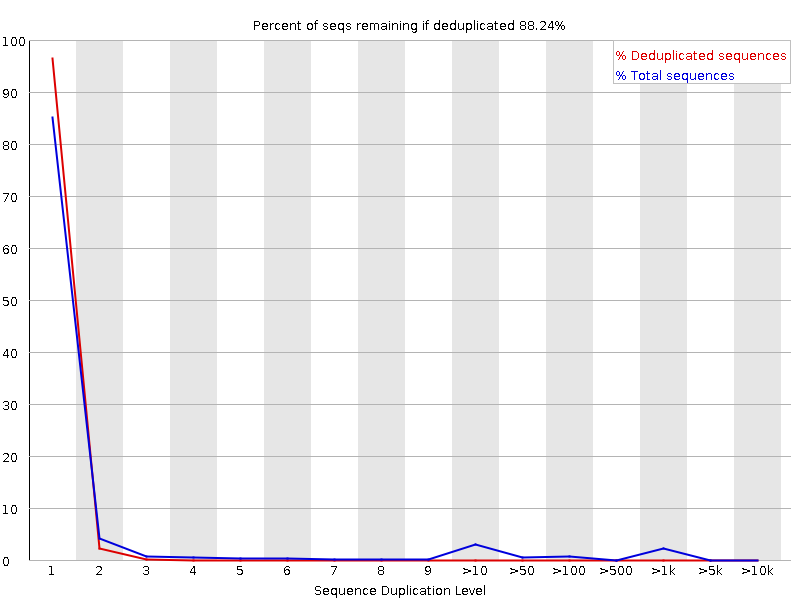 Percent of seqs remaining if deduplicated 88.24%
% Deduplicated sequences
% Total sequences
100
90
80
70
60
50
40
30
20
10
0
1 2 3 4 5 6 7 8 9 >10 >50 >100 >500 >1k >5k >10k
Sequence Duplication Level